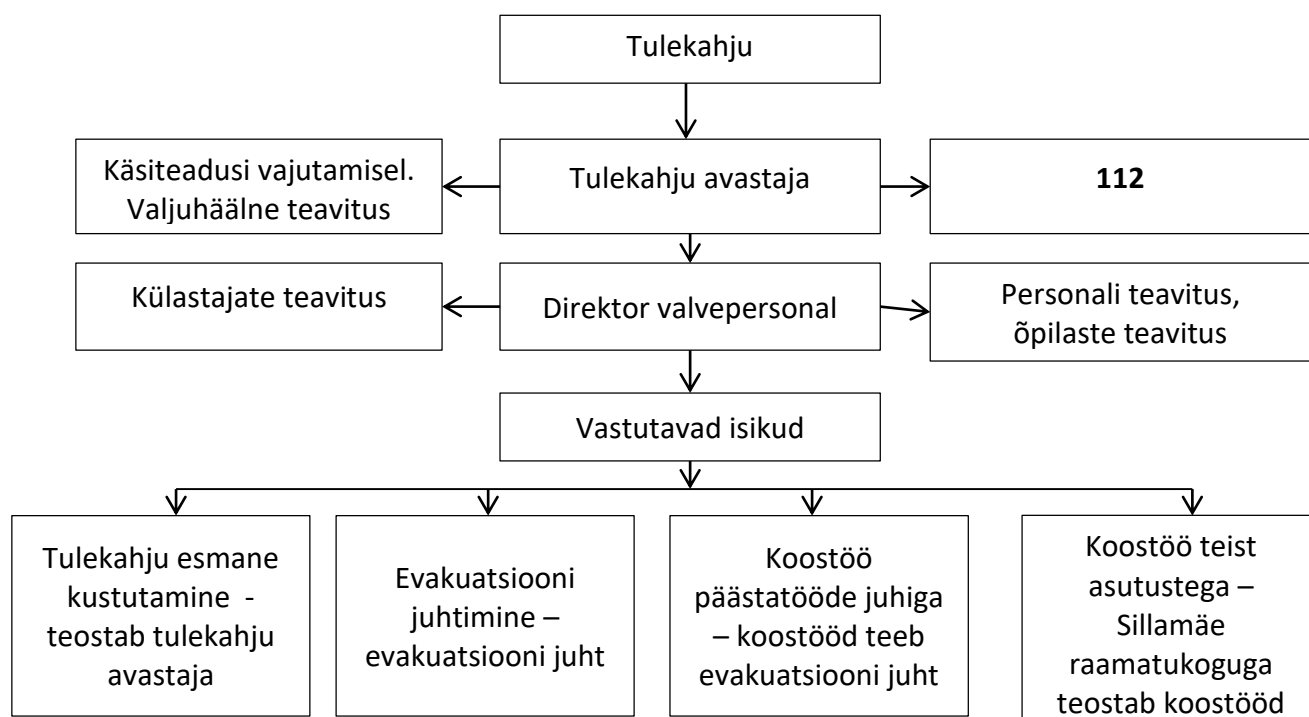 Tulekahju
Käsiteadusi vajutamisel.
Valjuhäälne teavitus
Tulekahju avastaja
112
Külastajate teavitus
Direktor valvepersonal
Personali teavitus,
õpilaste teavitus
Vastutavad isikud
Tulekahju esmane
kustutamine -
teostab tulekahju
avastaja
Evakuatsiooni
juhtimine –
evakuatsiooni juht
Koostöö
päästatööde juhiga
– koostööd teeb
evakuatsiooni juht
Koostöö teist
asutustega –
Sillamäe
raamatukoguga
teostab koostööd